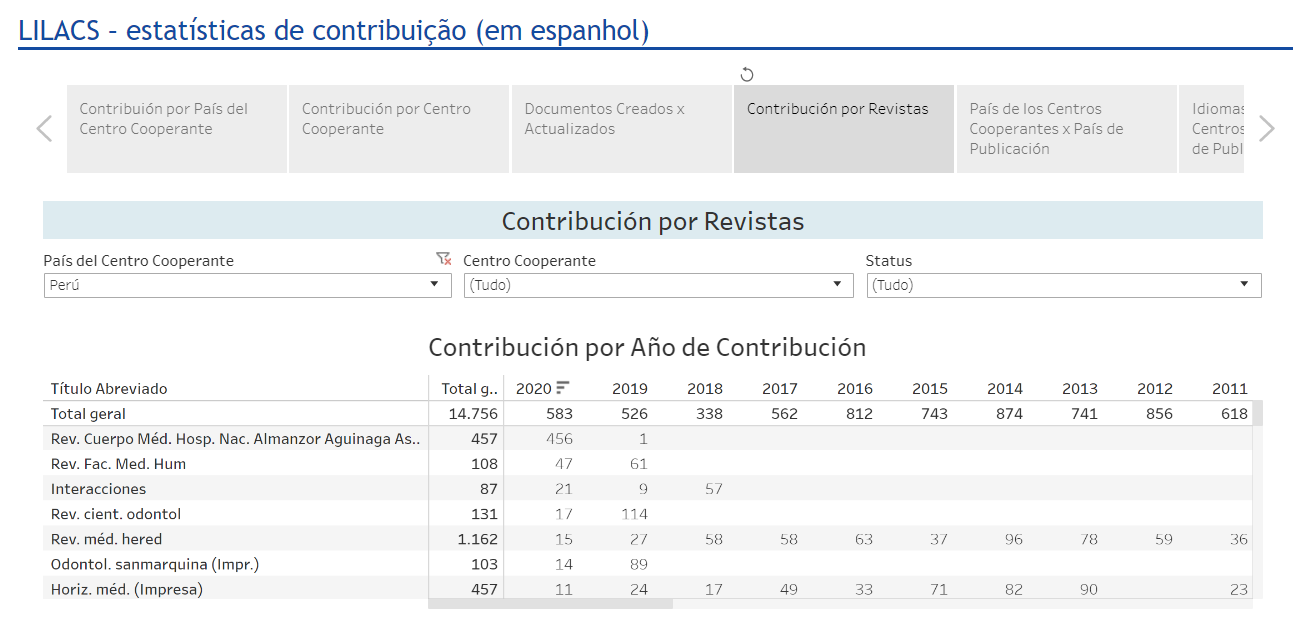 LILACS – estatísticas de contribuição (em espanhol)
Contribuión por País del
Centro Cooperante
Contribución por Centro
Cooperante
Documentos Creados x
Actualizados
Contribución por Revistas
País de los Centros
Cooperantes x País de
Publicación
Idiomas
Centros
de Publ
Contribución por Revistas
País del Centro Cooperante Centro Cooperante Status
Perú (Tudo) (Tudo)
Contribución por Año de Contribución
Título Abreviado Total g.. 2020 2019 2018 2017 2016 2015 2014 2013 2012 2011
Total geral 14.756 583 526 338 562 812 743 874 741 856 618
Rev. Cuerpo Méd. Hosp. Nac. Almanzor Aguinaga As.. 457 456 1
Rev. Fac. Med. Hum 108 47 61
Interacciones 87 21 9 57
Rev. cient. odontol 131 17 114
Rev. méd. hered 1.162 15 27 58 58 63 37 96 78 59 36
Odontol. sanmarquina (Impr.) 103 14 89
Horiz. méd. (Impresa) 457 11 24 17 49 33 71 82 90 23